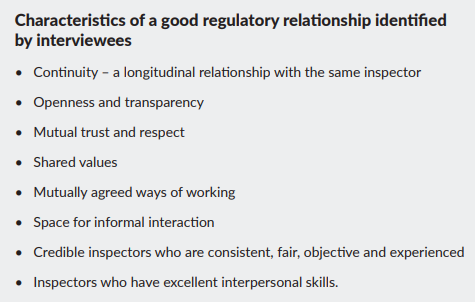 Characteristics of a good regulatory relationship identified
by interviewees
• Continuity – a longitudinal relationship with the same inspector
• Openness and transparency
• Mutual trust and respect
• Shared values
• Mutually agreed ways of working
• Space for informal interaction
• Credible inspectors who are consistent, fair, objective and experienced
• Inspectors who have excellent interpersonal skills.